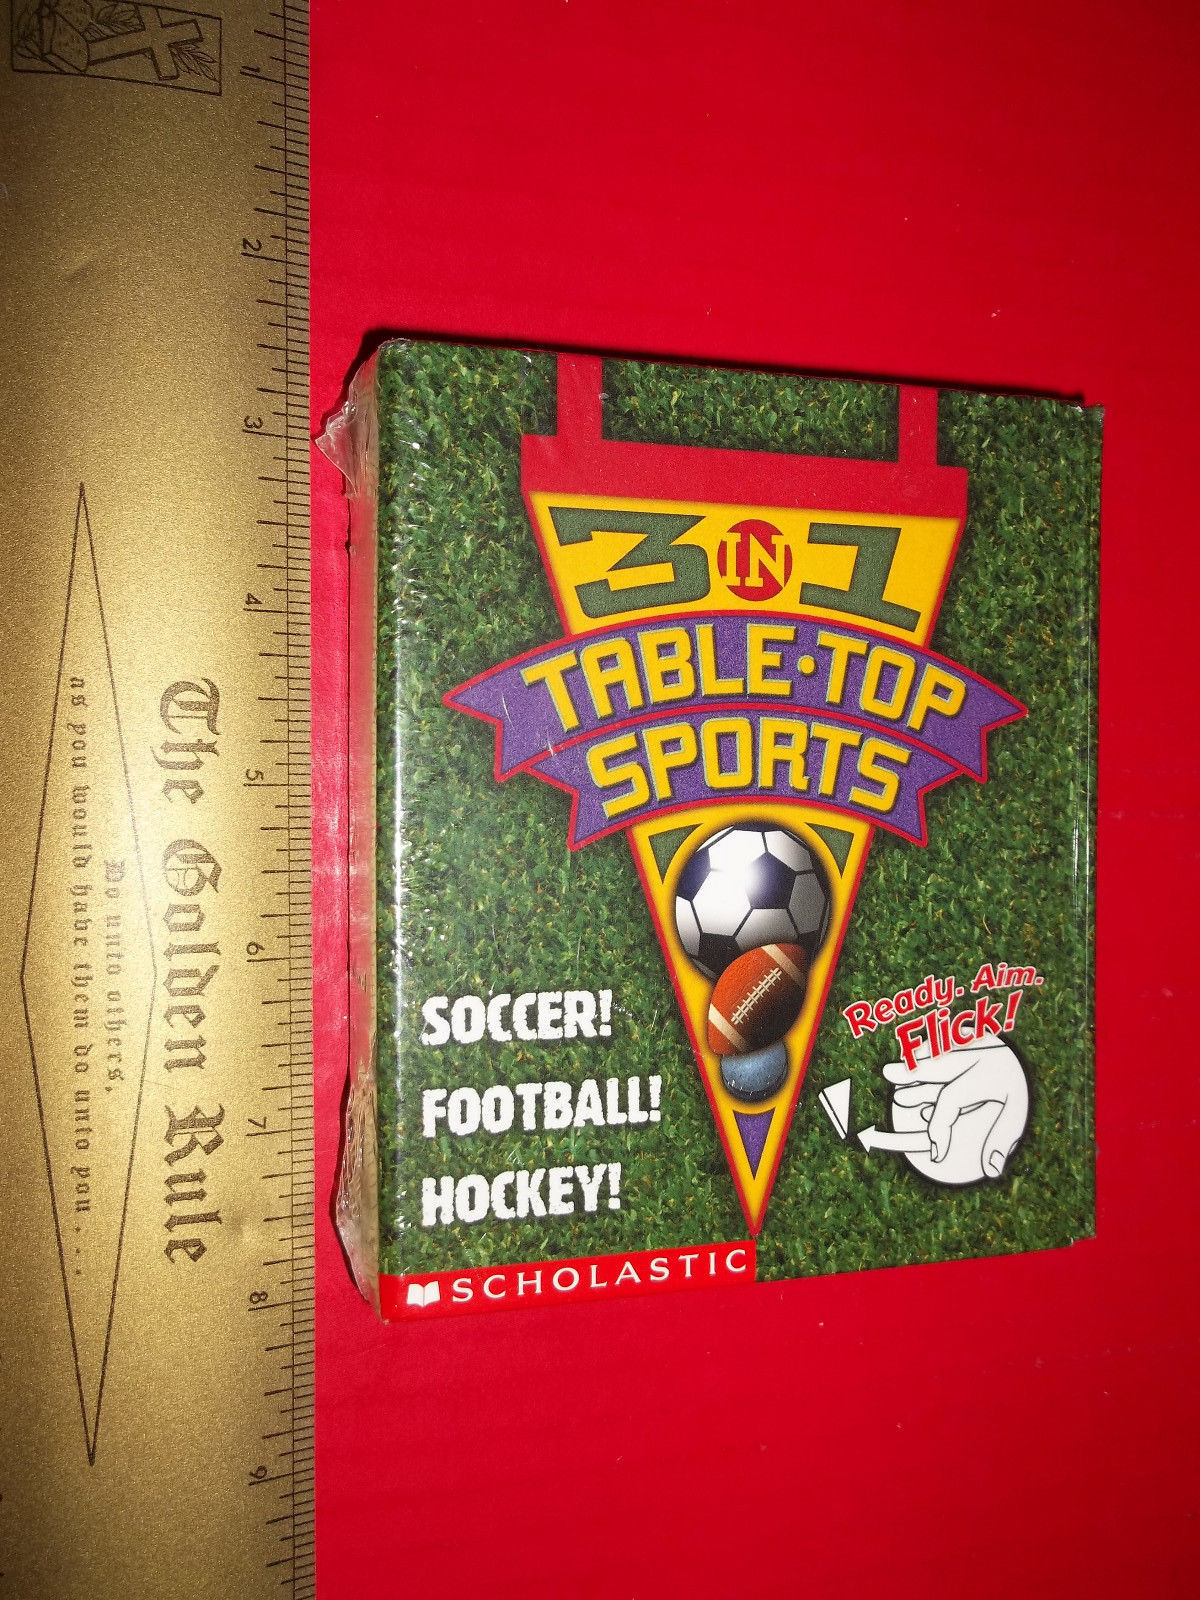 3 IN 1
TABLE•TOP
SPORTS
SOCCER!
FOOTBALL!
HOCKEY!
Ready. Aim.
Flick!
SCHOLASTIC
The Golden Rule
Do unto others,
as you would have them do unto you . . .
1
2
3
4
5
6
7
8
9